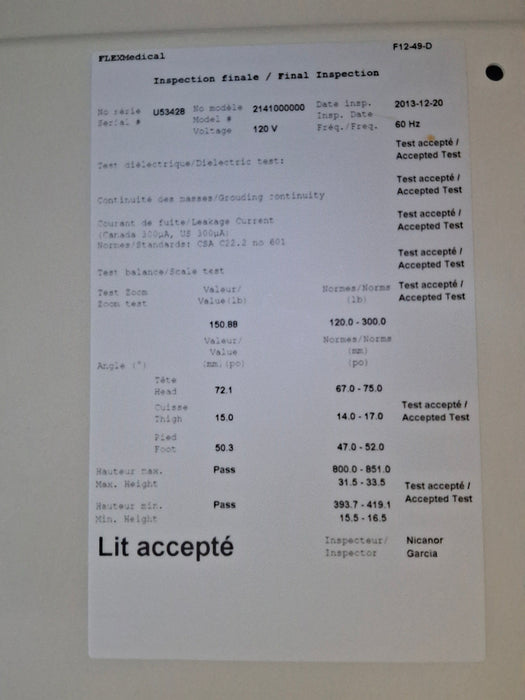 F12-49-D
FLEXMedical
Inspection finale / Final Inspection
No série U53428 No modèle 2141000000 Date insp. 2013-12-20
Serial # Model # Insp. Date
Voltage 120 V Fréq./Freq. 60 Hz
Test accepté /
Test diélectrique/Dielectric test: Accepted Test
Test accepté /
Continuité des masses/Grouding continuity Accepted Test
Courant de fuite/Leakage Current Test accepté /
(Canada 300µA, US 300µA) Accepted Test
Normes/Standards: CSA C22.2 no 601
Test accepté /
Test balance/Scale test Accepted Test
Test Zoom Valeur/ Normes/Norms Test accepté /
Zoom test Value(lb) (lb) Accepted Test
150.88 120.0 - 300.0
Valeur/ Normes/Norms
Value (mm)
Angle (°) (mm, (po) (po)
Tête
Head 72.1 67.0 - 75.0
Cuisse Test accepté /
Thigh 15.0 14.0 - 17.0 Accepted Test
Pied
Foot 50.3 47.0 - 52.0
Hauteur max. Pass 800.0 - 851.0
Max. Height 31.5 - 33.5 Test accepté /
Accepted Test
Hauteur min. Pass 393.7 - 419.1
Min. Height 15.5 - 16.5
Lit accepté Inspecteur/ Nicanor
Inspector Garcia